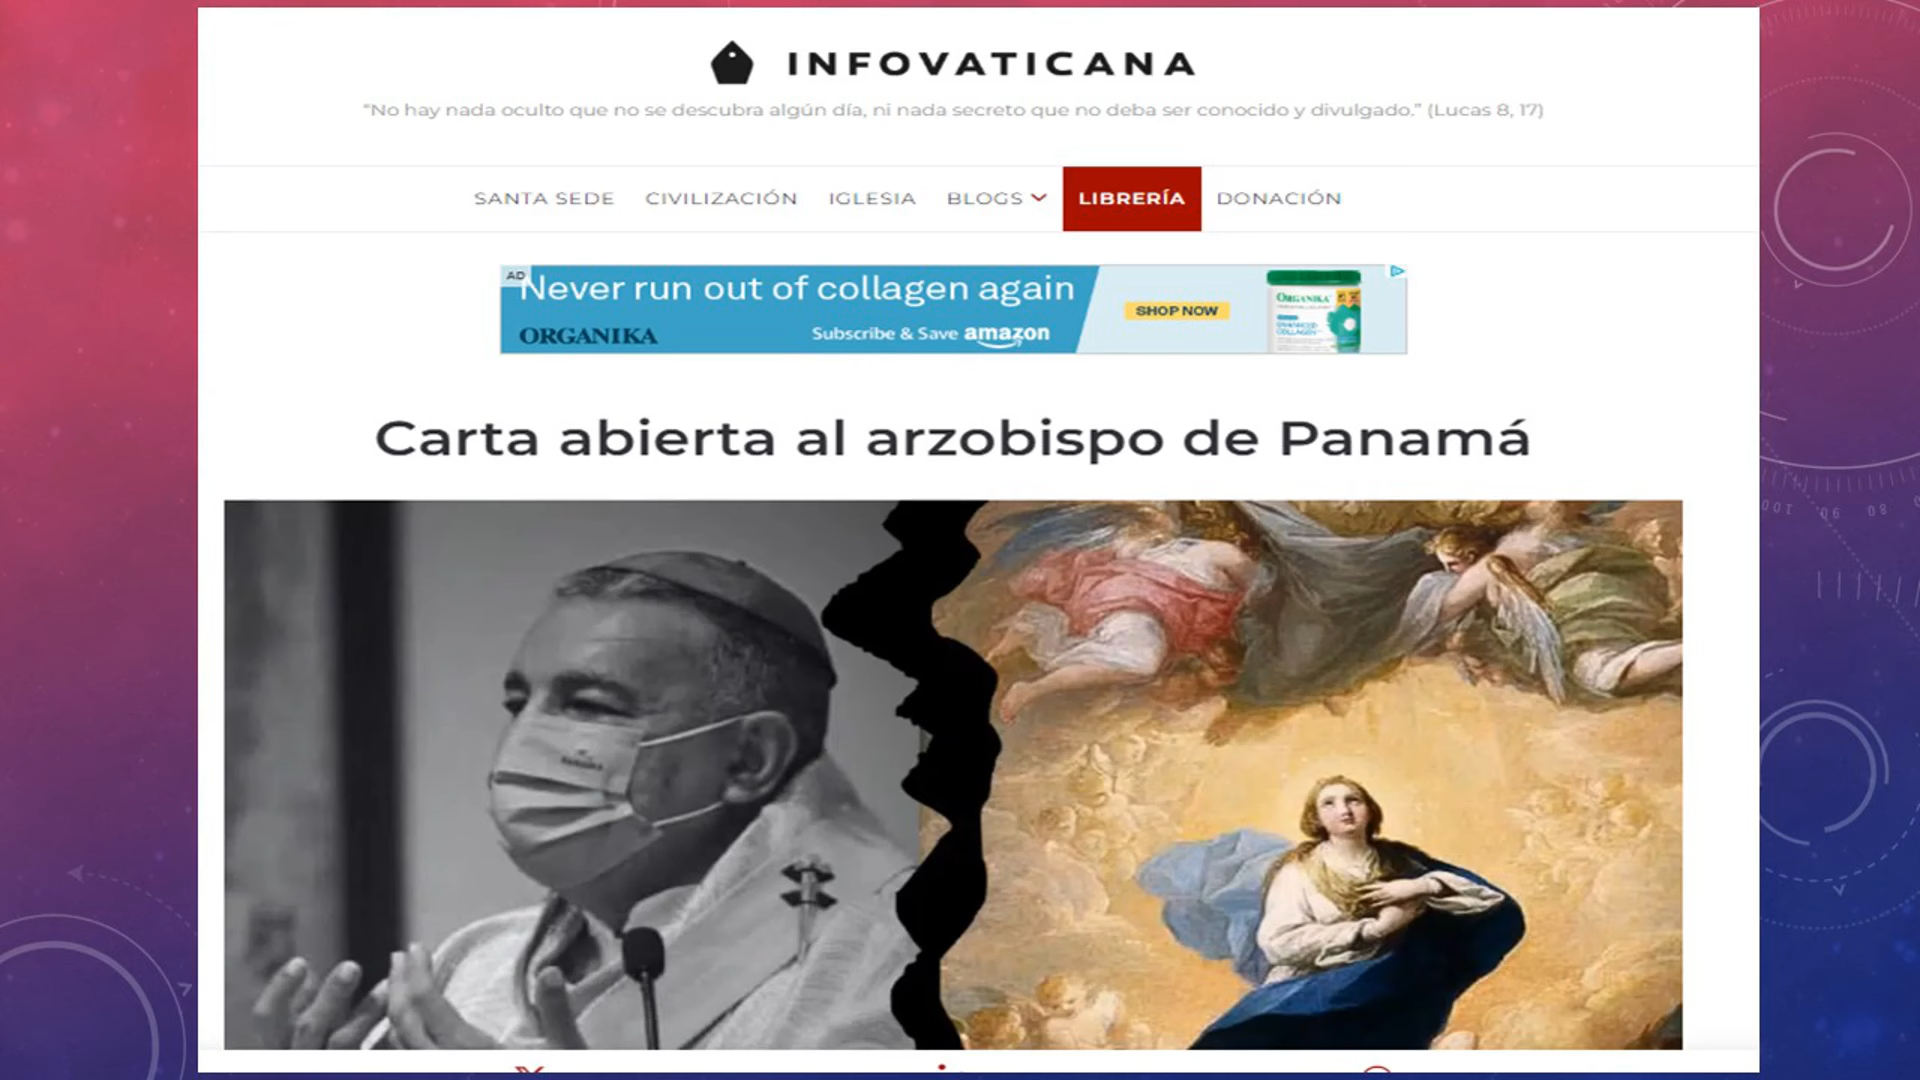 INFOVATICANA
“No hay nada oculto que no se descubra algún día, ni nada secreto que no deba ser conocido y divulgado.” (Lucas 8, 17)
SANTA SEDE CIVILIZACIÓN IGLESIA BLOGS LIBRERÍA DONACIÓN
AD
Never run out of collagen again
ORGANIKA Subscribe & Save amazon
SHOP NOW
ORGANIKA
Carta abierta al arzobispo de Panamá